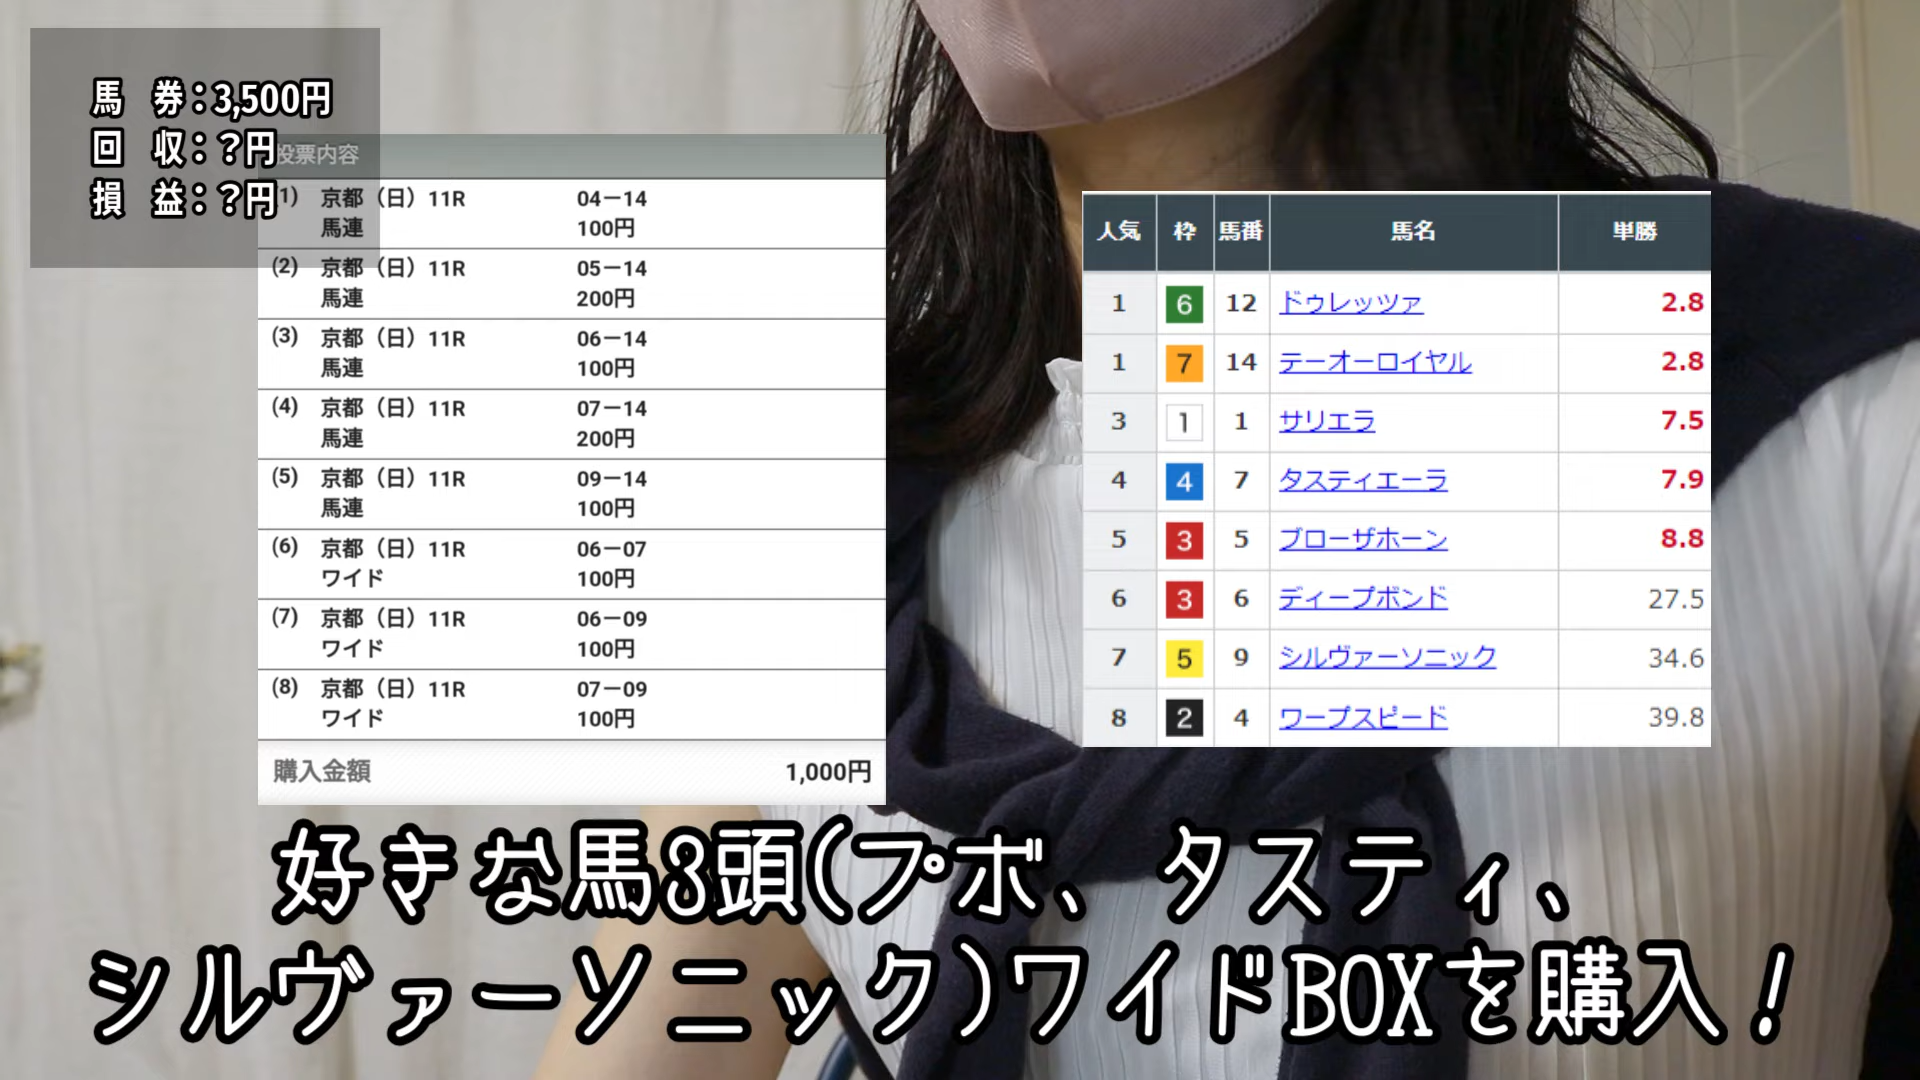 馬 券：3,500円
回 収：？円
損 益：？円
投票内容
(1) 京都（日）11R 04－14
馬連 100円
(2) 京都（日）11R 05－14
馬連 200円
(3) 京都（日）11R 06－14
馬連 100円
(4) 京都（日）11R 07－14
馬連 200円
(5) 京都（日）11R 09－14
馬連 100円
(6) 京都（日）11R 06－07
ワイド 100円
(7) 京都（日）11R 06－09
ワイド 100円
(8) 京都（日）11R 07－09
ワイド 100円
購入金額 1,000円
人気 枠 馬番 馬名 単勝
1 6 12 ドゥレッツァ 2.8
1 7 14 テーオーロイヤル 2.8
3 1 1 サリエラ 7.5
4 4 7 タスティエーラ 7.9
5 3 5 ブローザホーン 8.8
6 3 6 ディープボンド 27.5
7 5 9 シルヴァーソニック 34.6
8 2 4 ワープスピード 39.8
好きな馬3頭(プボ、タスティ、
シルヴァーソニック)ワイドBOXを購入！